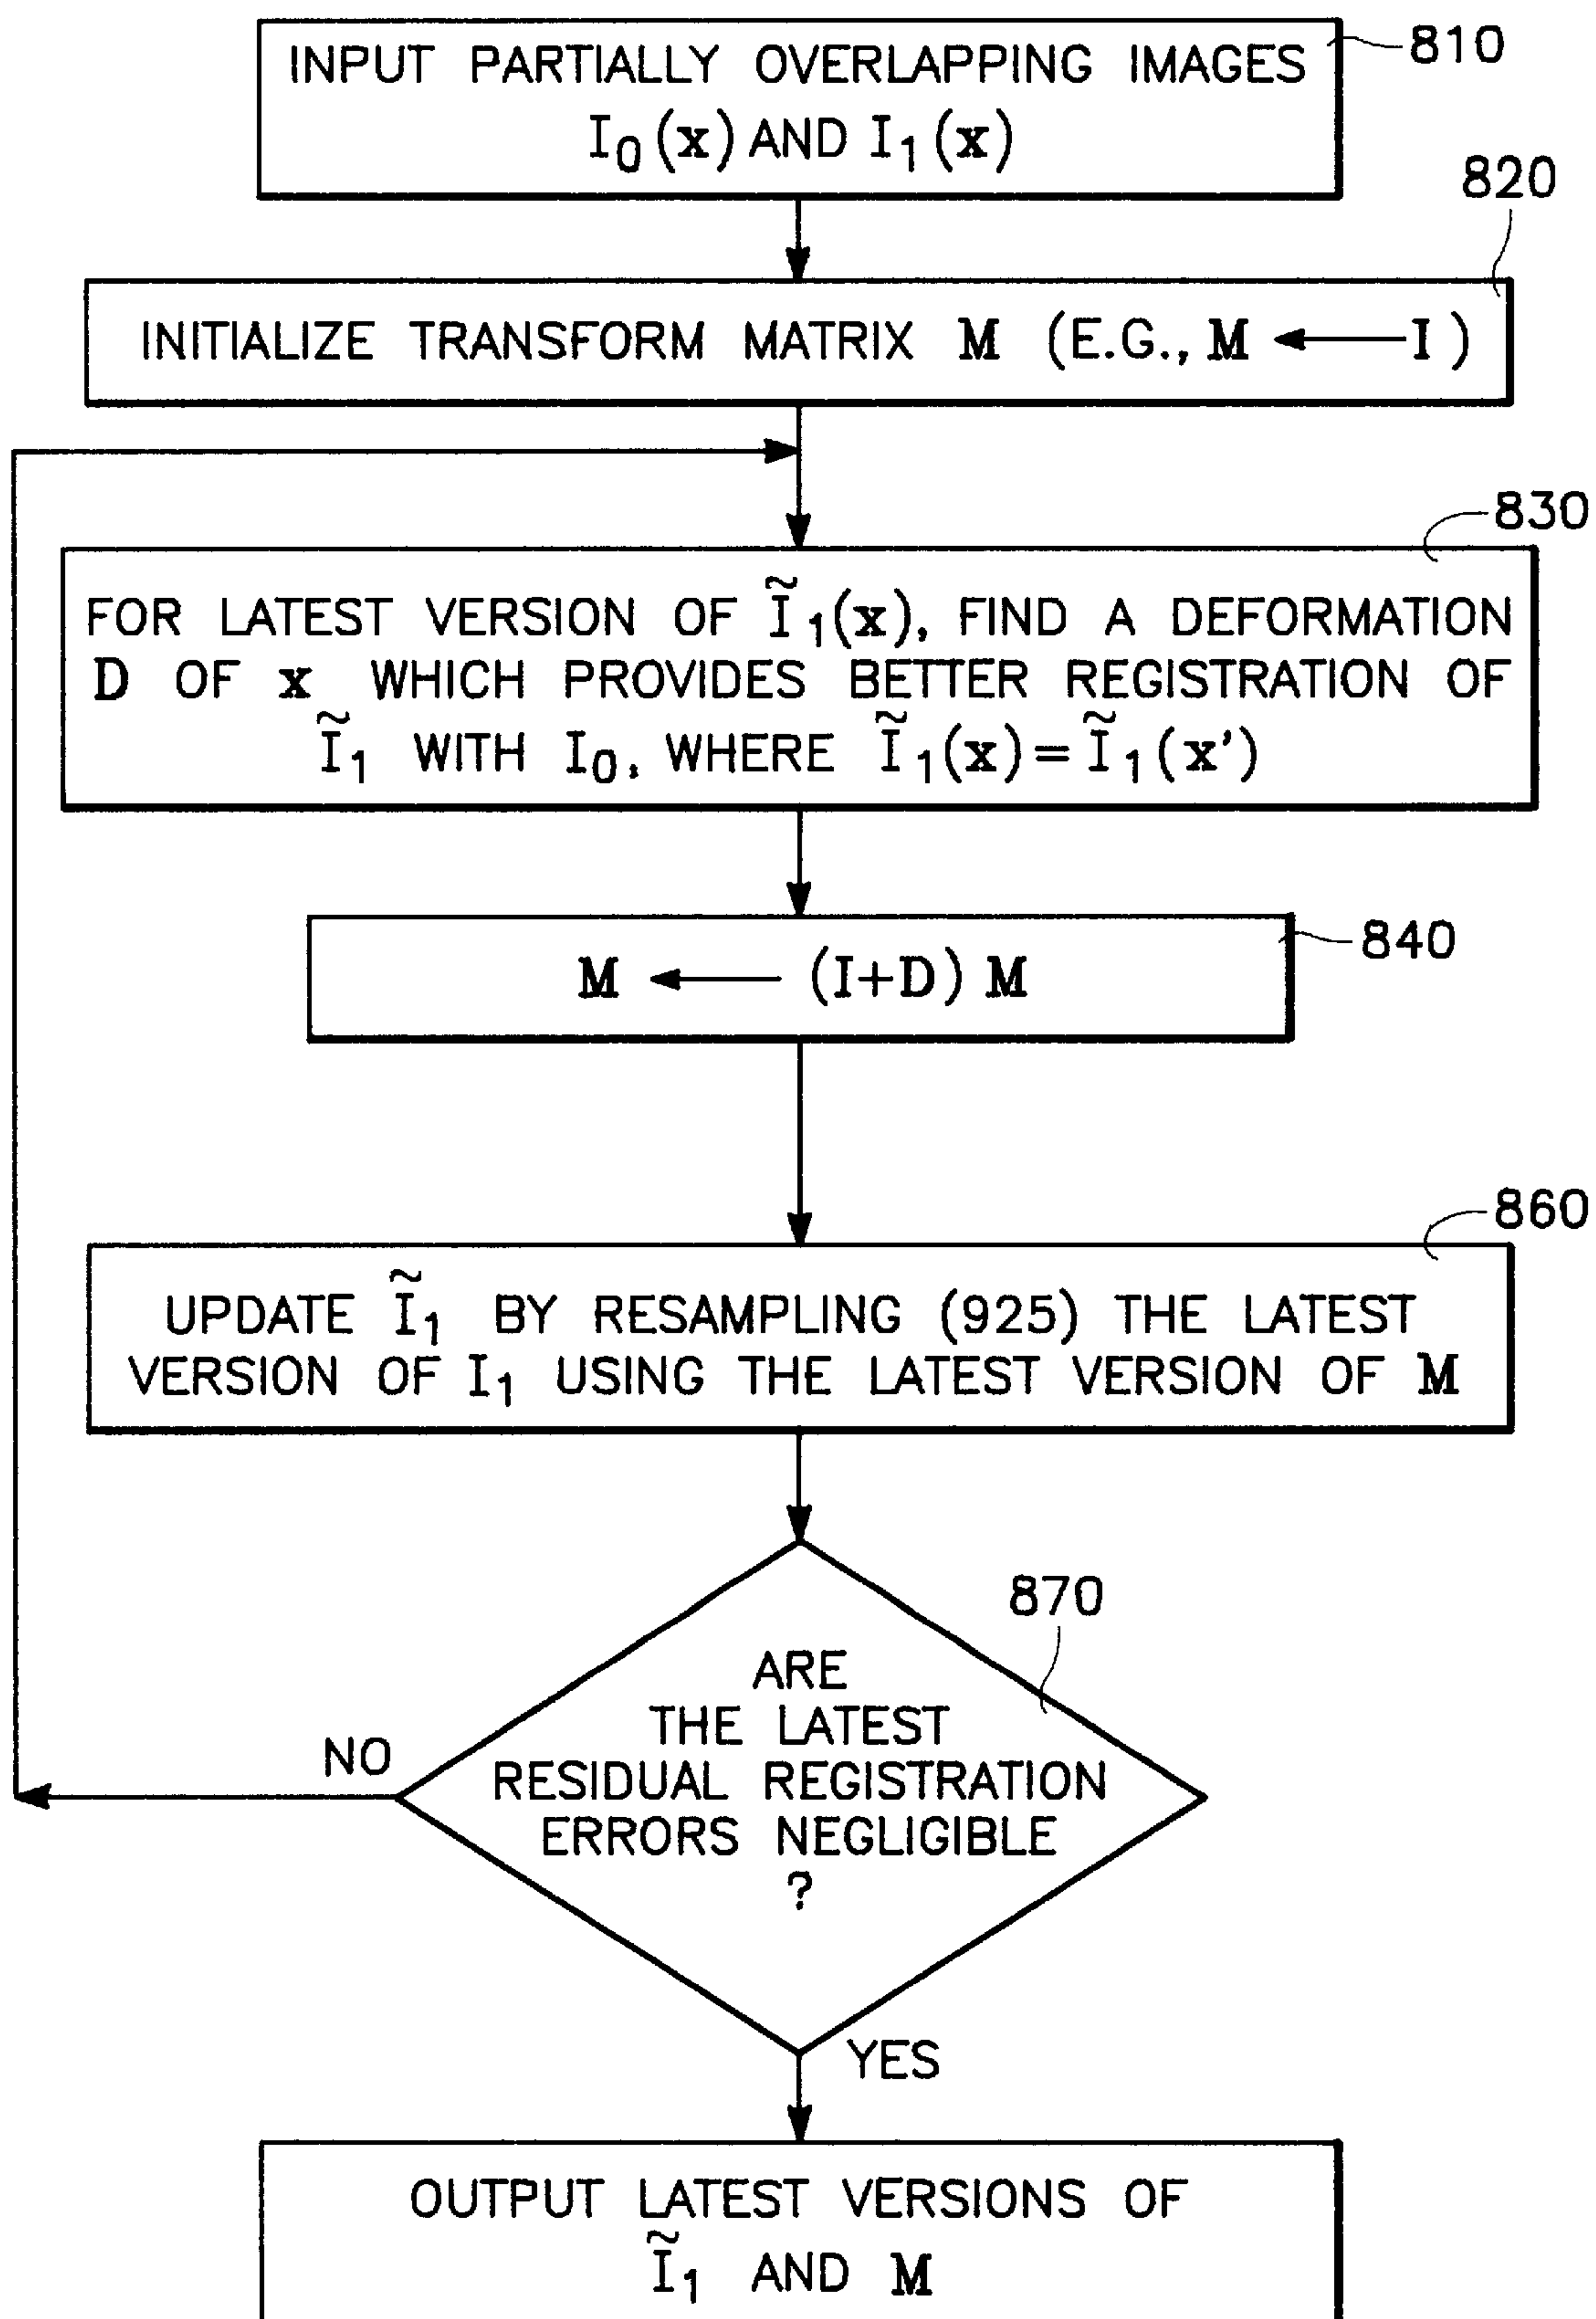 INPUT PARTIALLY OVERLAPPING IMAGES
I₀(x) AND I₁(x)
810
820
INITIALIZE TRANSFORM MATRIX M (E.G., M ← I)
830
FOR LATEST VERSION OF Ĩ₁(x), FIND A DEFORMATION
D OF x WHICH PROVIDES BETTER REGISTRATION OF
Ĩ₁ WITH I₀, WHERE Ĩ₁(x)=Ĩ₁(x')
840
M ← (I+D) M
860
UPDATE Ĩ₁ BY RESAMPLING (925) THE LATEST
VERSION OF I₁ USING THE LATEST VERSION OF M
870
ARE
THE LATEST
RESIDUAL REGISTRATION
ERRORS NEGLIGIBLE
?
NO
YES
OUTPUT LATEST VERSIONS OF
Ĩ₁ AND M